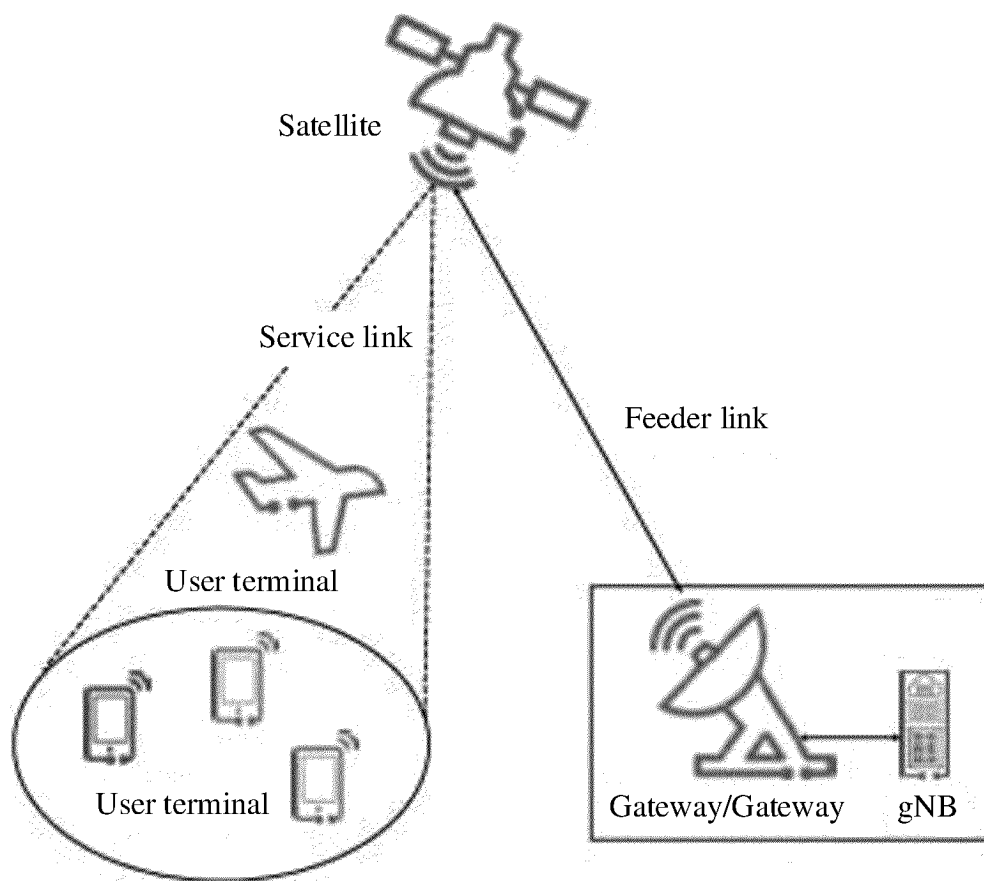 Satellite
Service link
Feeder link
User terminal
User terminal
Gateway/Gateway
gNB